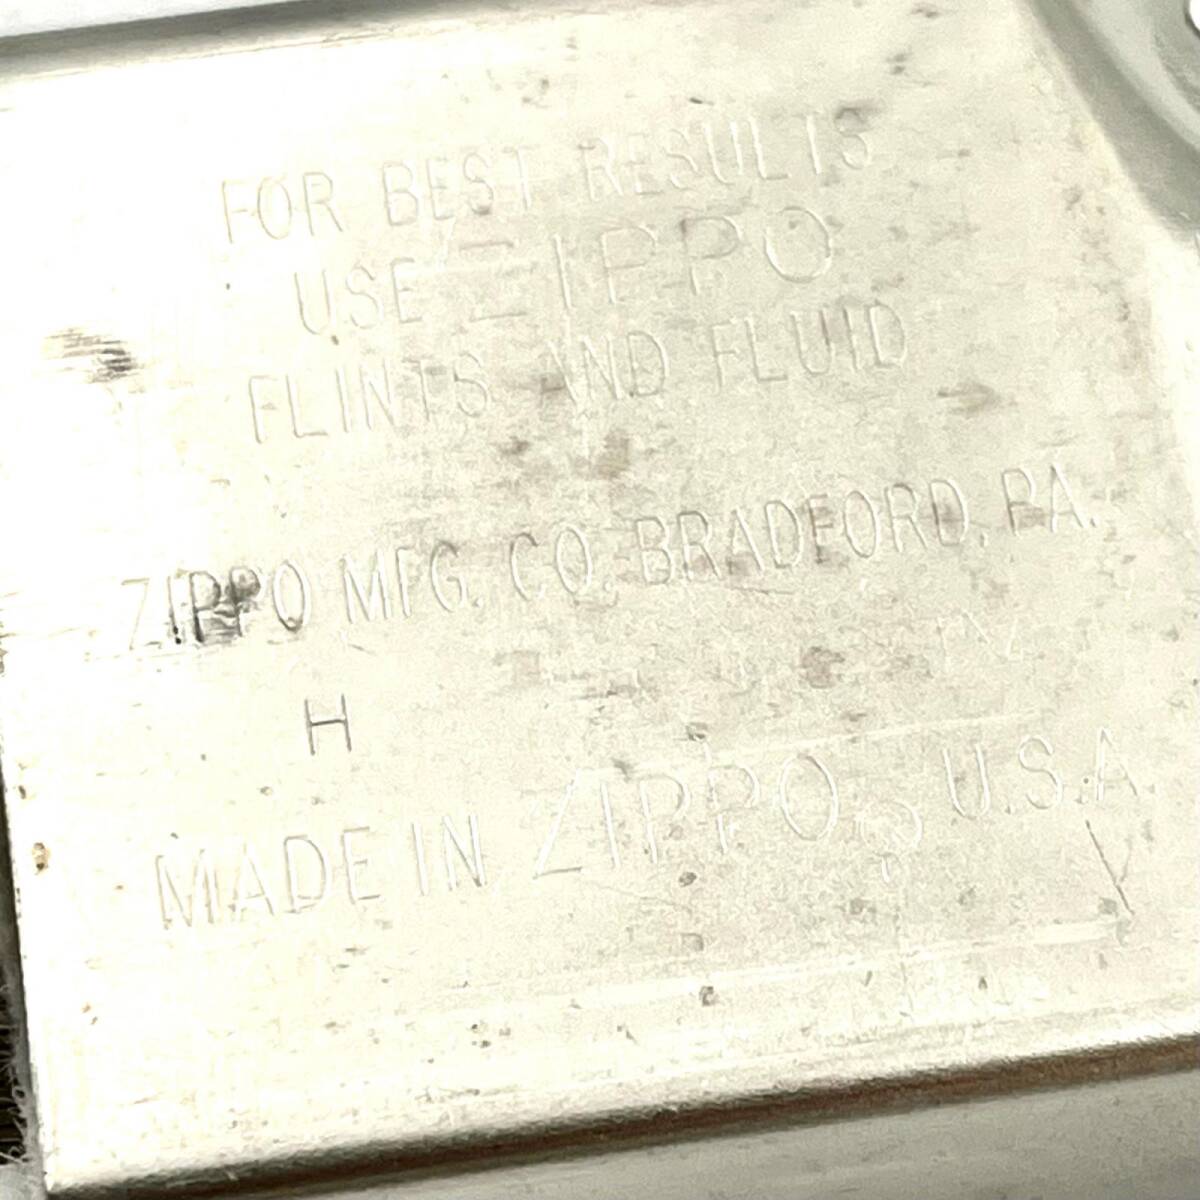 FOR BEST RESULTS
USE ZIPPO
FLINTS AND FLUID
ZIPPO MFG. CO. BRADFORD, PA.
H
MADE IN ZIPPO, U.S.A.